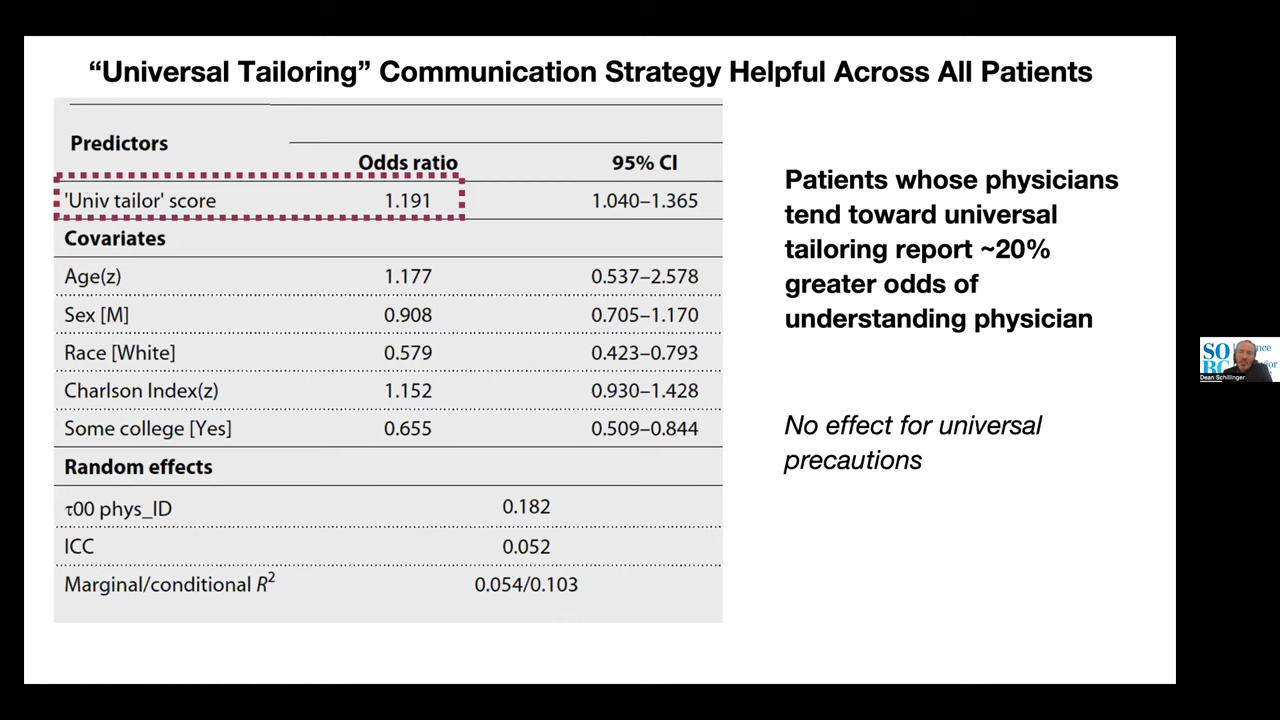 “Universal Tailoring” Communication Strategy Helpful Across All Patients
Predictors
Odds ratio 95% CI
'Univ tailor' score 1.191 1.040–1.365
Covariates
Age(z) 1.177 0.537–2.578
Sex [M] 0.908 0.705–1.170
Race [White] 0.579 0.423–0.793
Charlson Index(z) 1.152 0.930–1.428
Some college [Yes] 0.655 0.509–0.844
Random effects
τ00 phys_ID 0.182
ICC 0.052
Marginal/conditional R² 0.054/0.103
Patients whose physicians
tend toward universal
tailoring report ~20%
greater odds of
understanding physician
No effect for universal
precautions
SO
Dean Schillinger